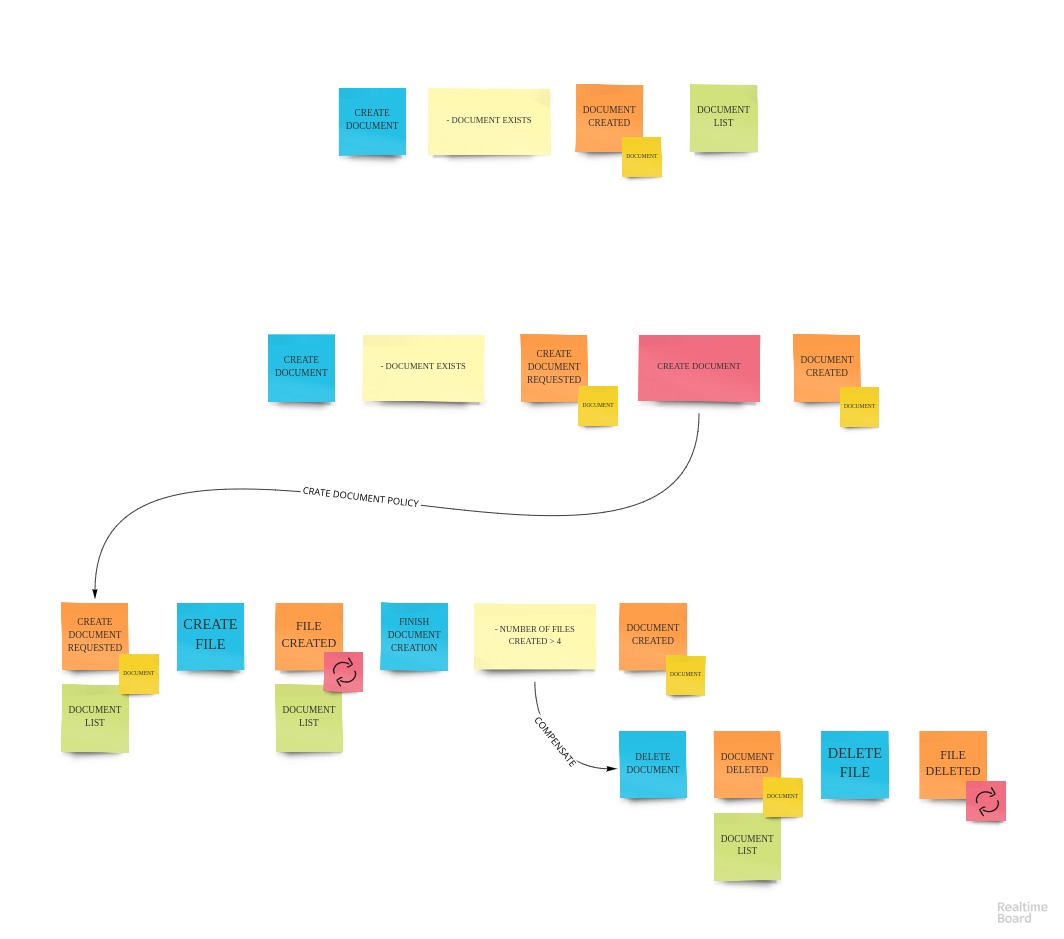 CREATE
DOCUMENT
- DOCUMENT EXISTS
DOCUMENT
CREATED
DOCUMENT
DOCUMENT
LIST
CREATE
DOCUMENT
- DOCUMENT EXISTS
CREATE
DOCUMENT
REQUESTED
DOCUMENT
CREATE DOCUMENT
DOCUMENT
CREATED
DOCUMENT
CRATE DOCUMENT POLICY
CREATE
DOCUMENT
REQUESTED
DOCUMENT
DOCUMENT
LIST
CREATE
FILE
FILE
CREATED
DOCUMENT
LIST
FINISH
DOCUMENT
CREATION
- NUMBER OF FILES
CREATED > 4
DOCUMENT
CREATED
DOCUMENT
COMPENSATE
DELETE
DOCUMENT
DOCUMENT
DELETED
DOCUMENT
DOCUMENT
LIST
DELETE
FILE
FILE
DELETED
Realtime
Board